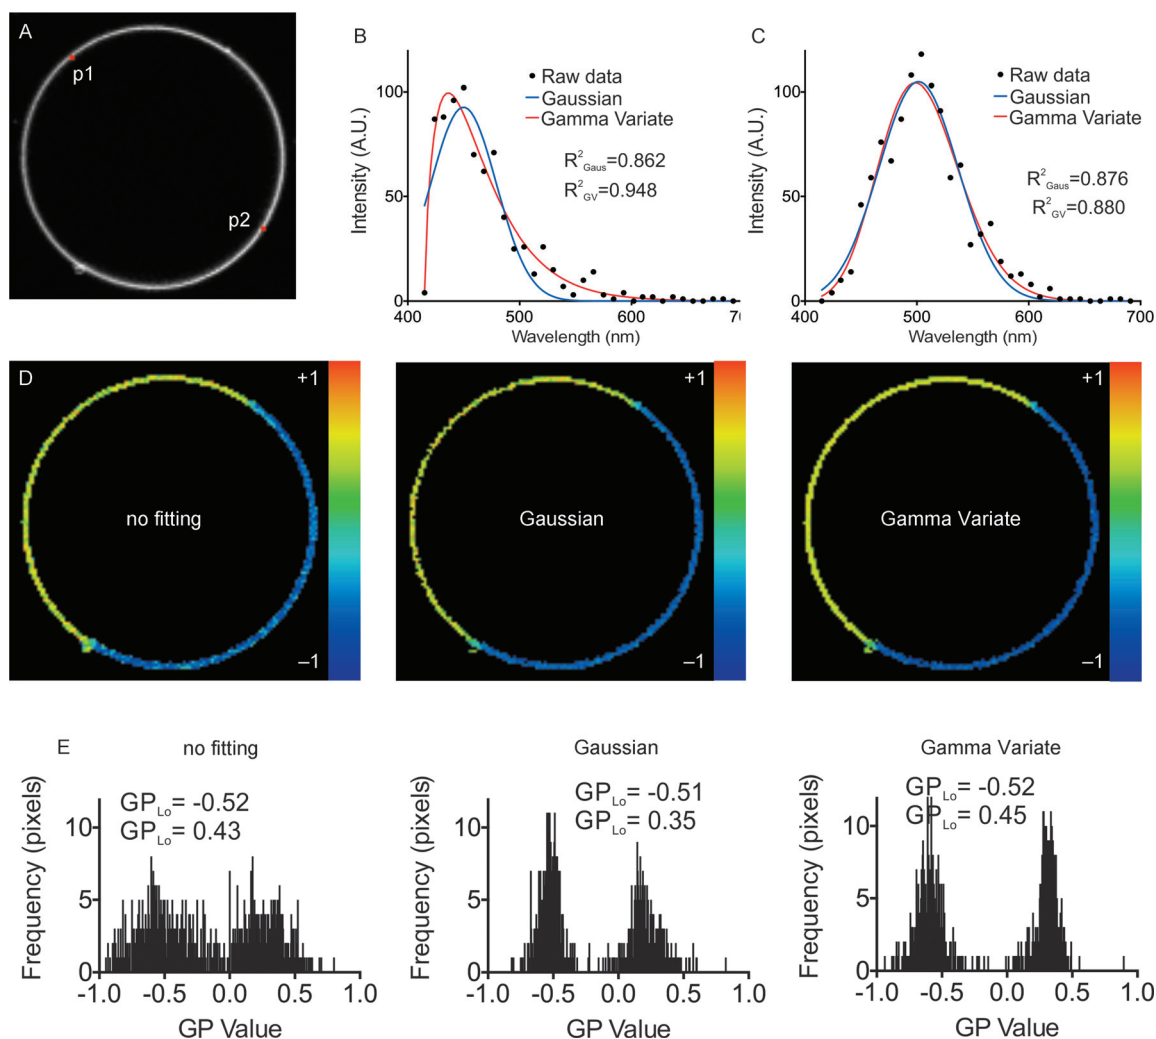 A
p1
p2
B
Raw data
Gaussian
Gamma Variate
R²Gaus=0.862
R²GV=0.948
Intensity (A.U.)
100
50
0
400
500
600
7(
Wavelength (nm)
C
Raw data
Gaussian
Gamma Variate
R²Gaus=0.876
R²GV=0.880
Intensity (A.U.)
100
50
0
400
500
600
700
Wavelength (nm)
D
no fitting
+1
–1
Gaussian
+1
–1
Gamma Variate
+1
–1
E
no fitting
GPLo= -0.52
GPLo= 0.43
Frequency (pixels)
10
5
0
-1.0
-0.5
0.0
0.5
1.0
GP Value
Gaussian
GPLo= -0.51
GPLo= 0.35
Frequency (pixels)
10
5
0
-1.0
-0.5
0.0
0.5
1.0
GP Value
Gamma Variate
GPLo= -0.52
GPLo= 0.45
Frequency (pixels)
10
5
0
-1.0
-0.5
0.0
0.5
1.0
GP Value